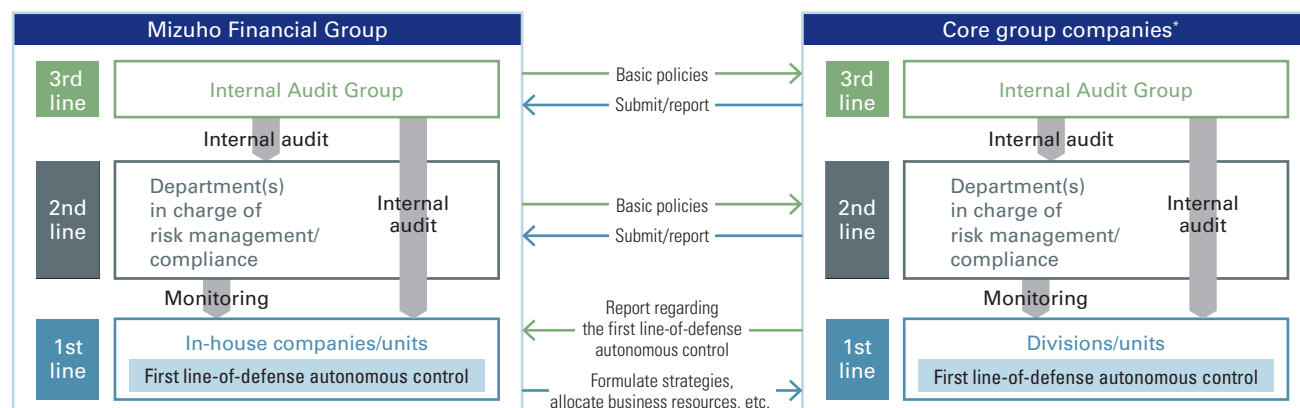 Mizuho Financial Group
3rd
line
Internal Audit Group
Internal audit
2nd
line
Department(s)
in charge of
risk management/
compliance
Internal
audit
Monitoring
1st
line
In-house companies/units
First line-of-defense autonomous control
Basic policies
Submit/report
Basic policies
Submit/report
Report regarding
the first line-of-defense
autonomous control
Formulate strategies,
allocate business resources, etc.
Core group companies*
3rd
line
Internal Audit Group
Internal audit
2nd
line
Department(s)
in charge of
risk management/
compliance
Internal
audit
Monitoring
1st
line
Divisions/units
First line-of-defense autonomous control